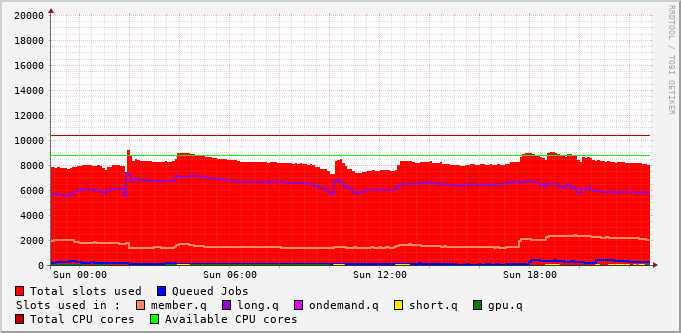 20000
18000
16000
14000
12000
10000
8000
6000
4000
2000
0
Sun 00:00 Sun 06:00 Sun 12:00 Sun 18:00
RRDTOOL / TOBI OETIKER
Total slots used Queued Jobs
Slots used in : member.q long.q ondemand.q short.q gpu.q
Total CPU cores Available CPU cores